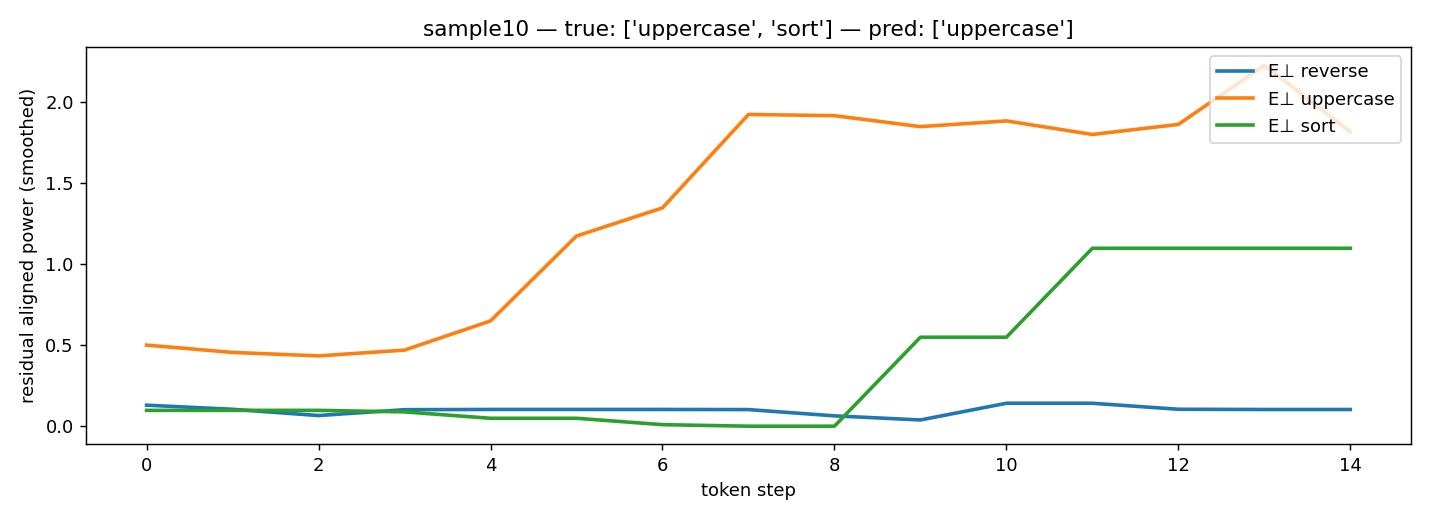 sample10 — true: ['uppercase', 'sort'] — pred: ['uppercase']
E⊥ reverse
E⊥ uppercase
E⊥ sort
residual aligned power (smoothed)
2.0
1.5
1.0
0.5
0.0
0 2 4 6 8 10 12 14
token step